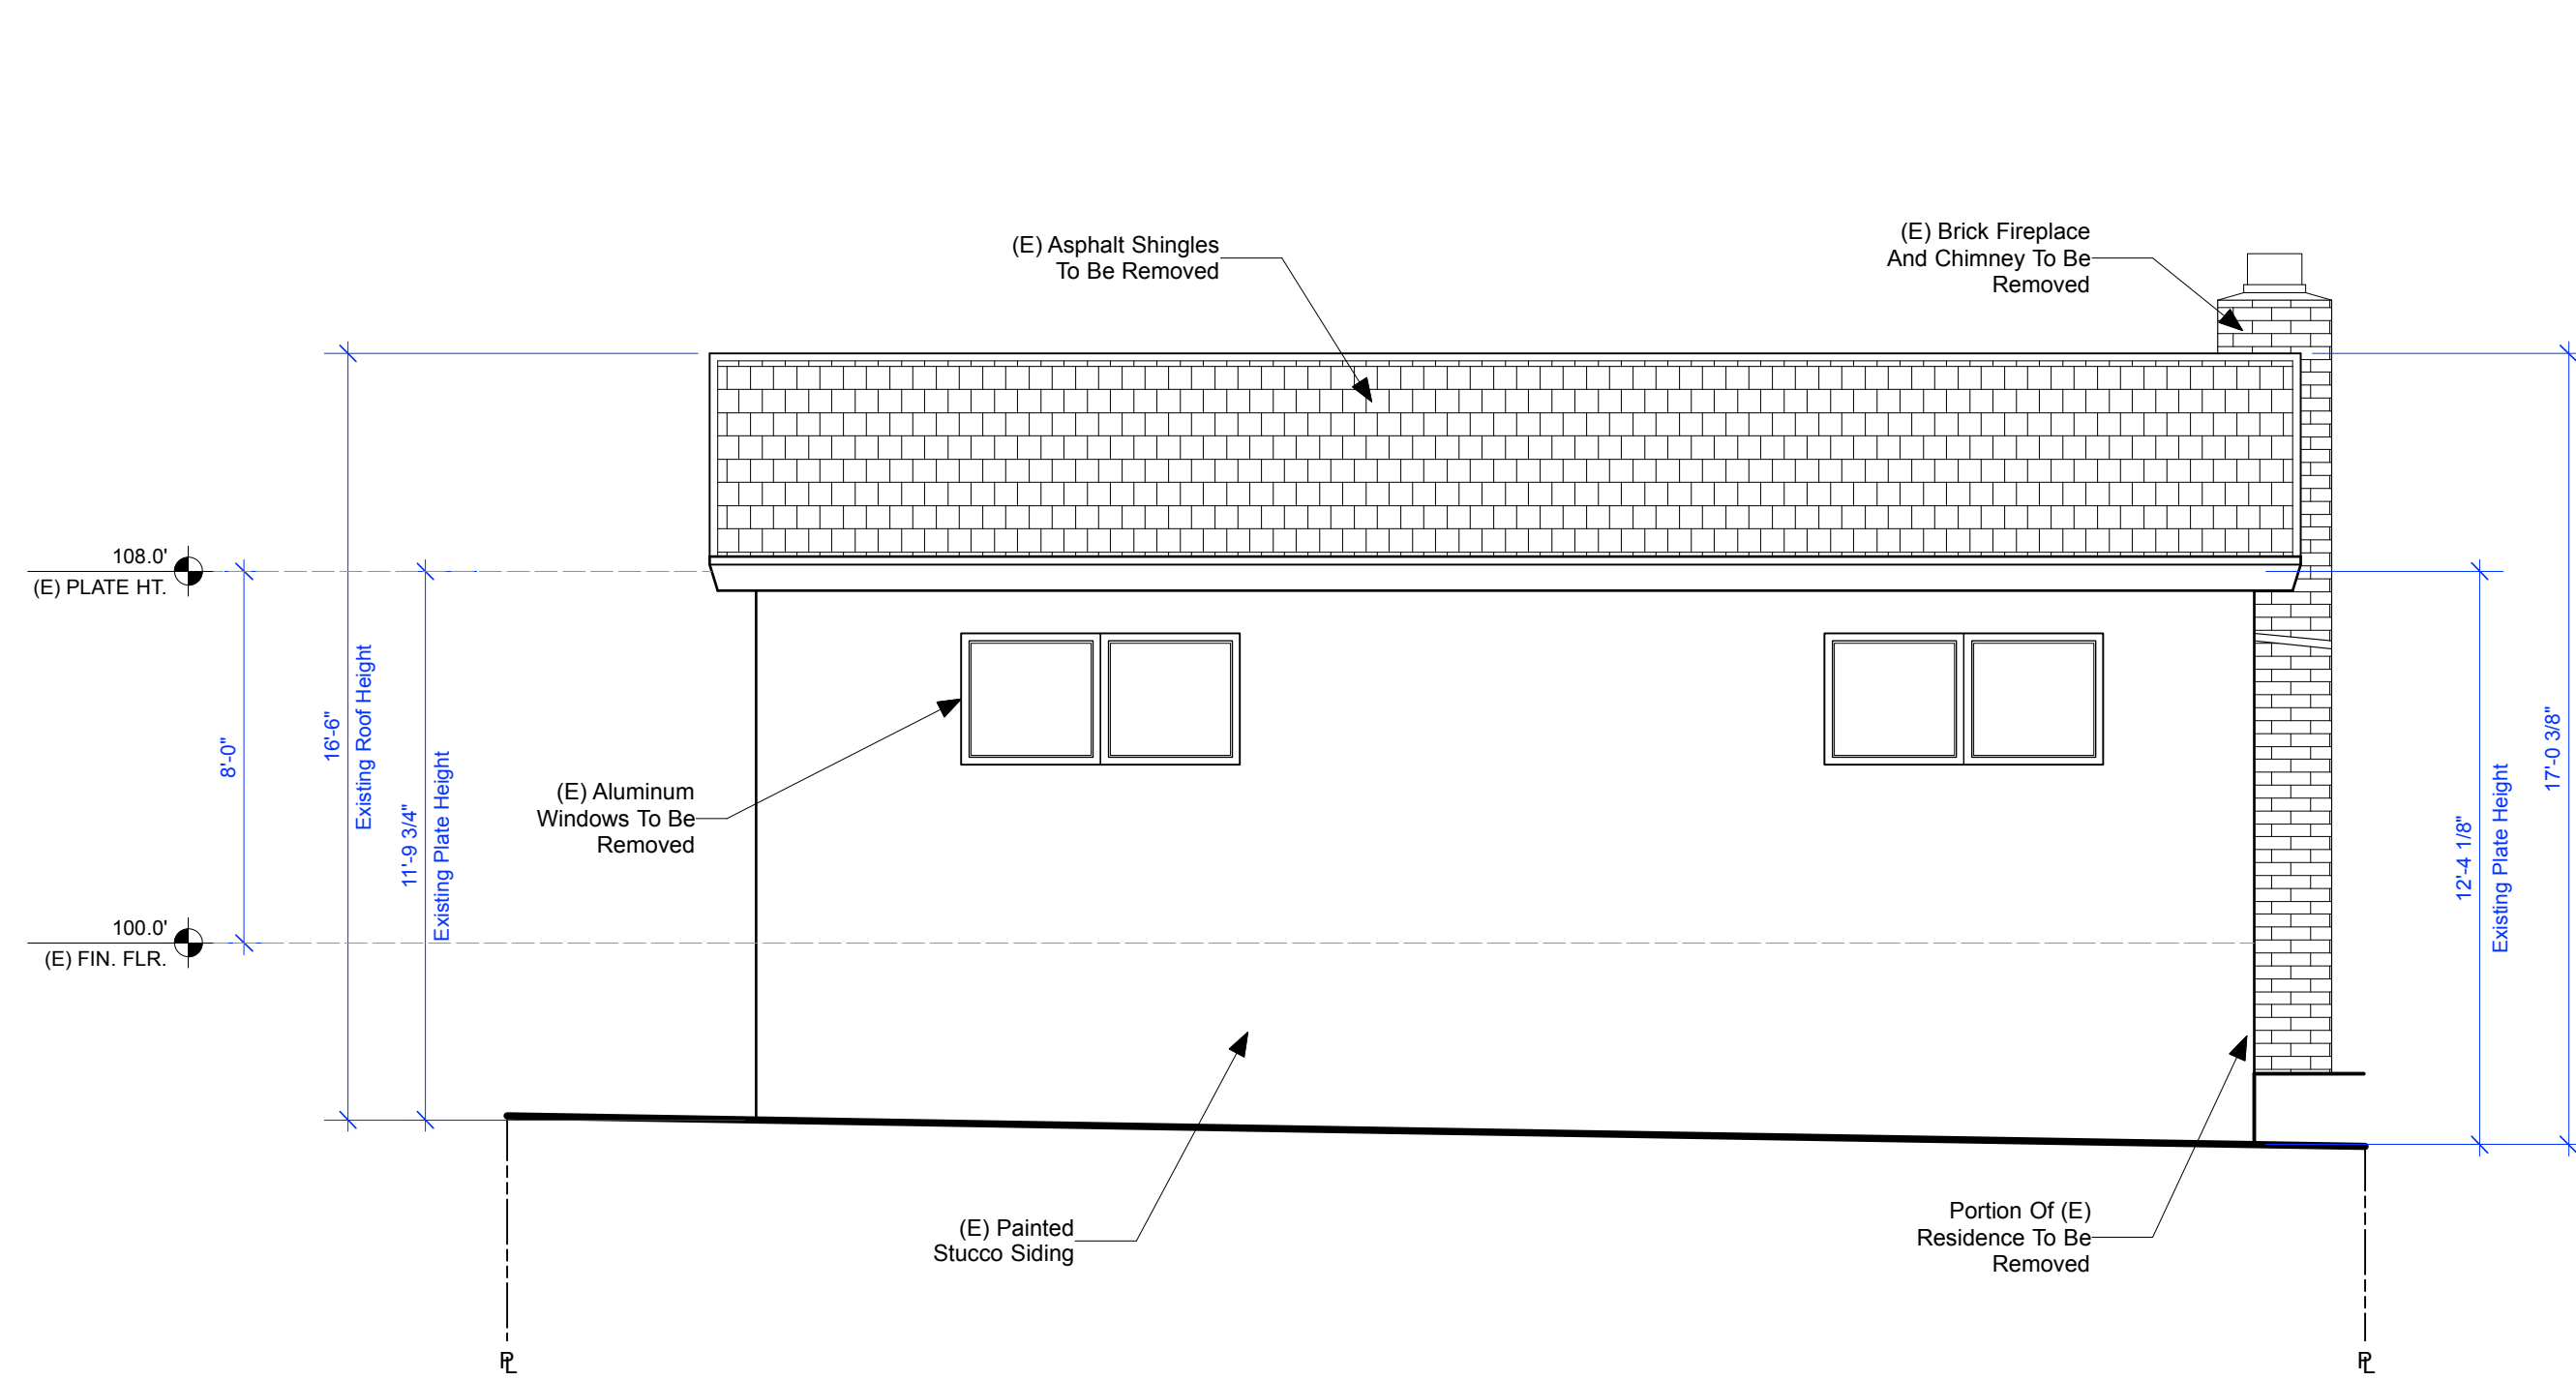 (E) Asphalt Shingles
To Be Removed
(E) Brick Fireplace
And Chimney To Be
Removed
108.0'
(E) PLATE HT.
100.0'
(E) FIN. FLR.
8'-0"
16'-6"
Existing Roof Height
11'-9 3/4"
Existing Plate Height
(E) Aluminum
Windows To Be
Removed
12'-4 1/8"
Existing Plate Height
17'-0 3/8"
(E) Painted
Stucco Siding
Portion Of (E)
Residence To Be
Removed
PL
PL